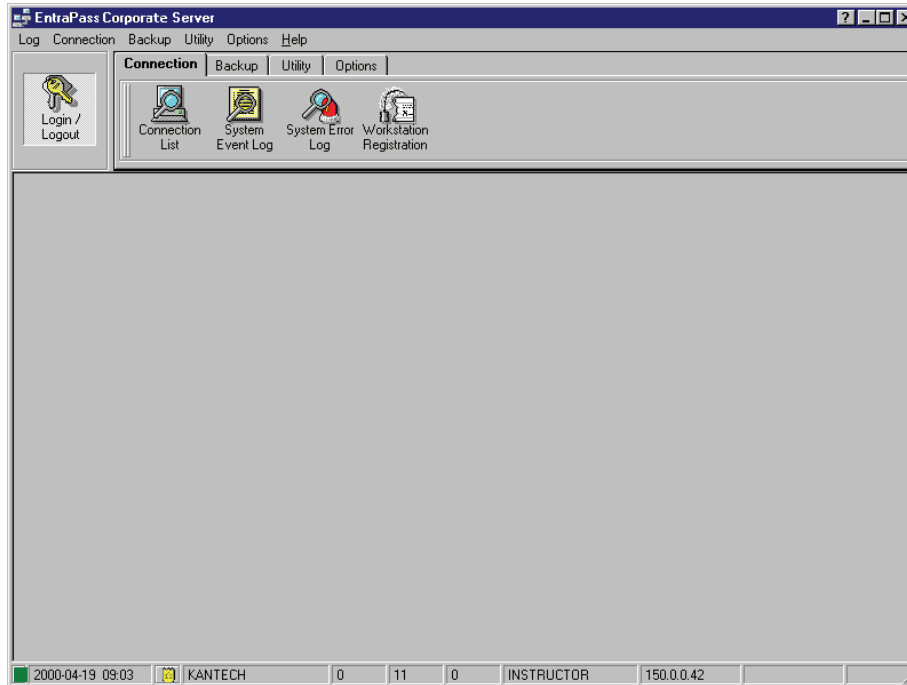 EntraPass Corporate Server
Log Connection Backup Utility Options Help
Connection Backup Utility Options
Login /
Logout
Connection
List
System
Event Log
System Error
Log
Workstation
Registration
2000-04-19 09:03 KANTECH 0 11 0 INSTRUCTOR 150.0.0.42